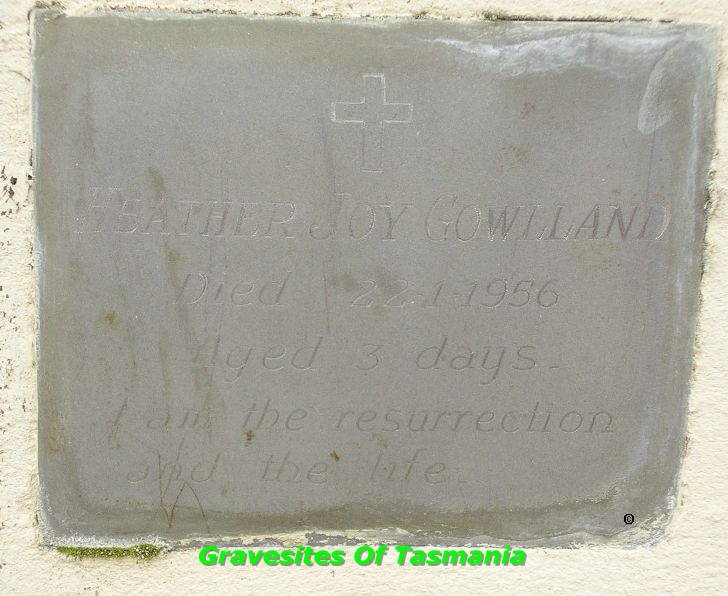 HEATHER JOY GOWLLAND
Died 22-1-1956
Aged 3 days.
I am the resurrection
and the life
©
Gravesites Of Tasmania